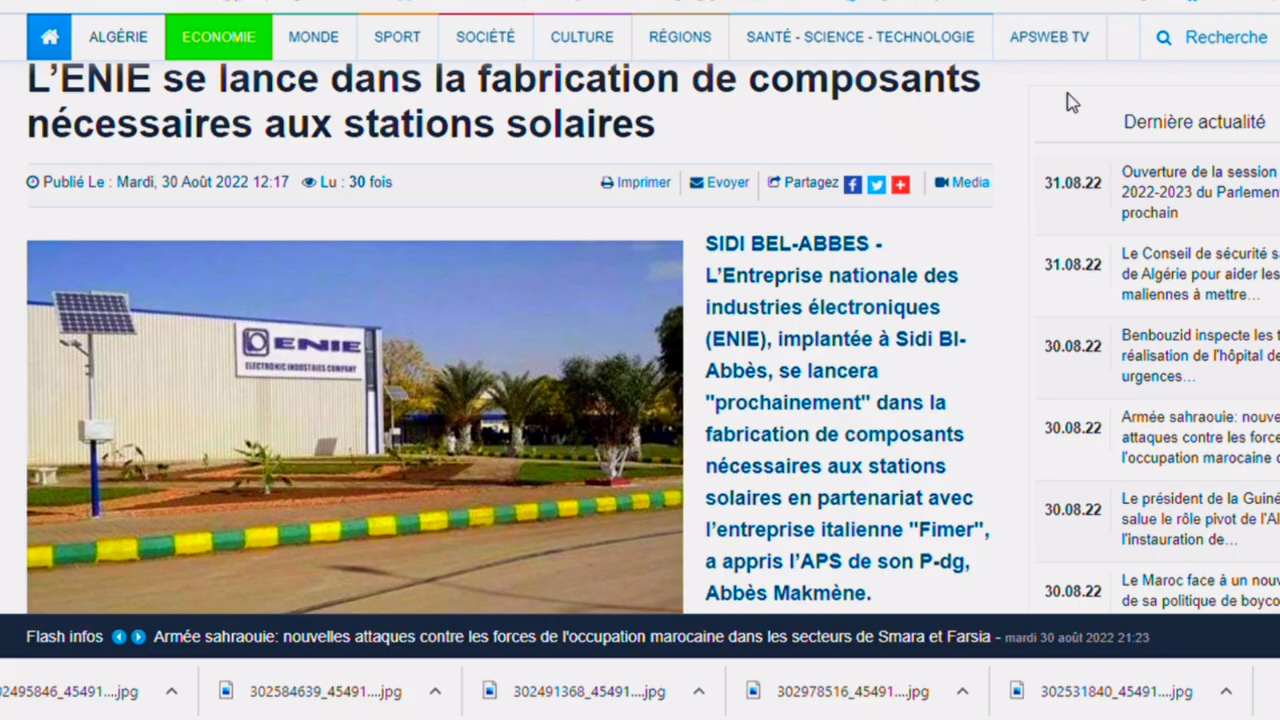 ALGÉRIE ECONOMIE MONDE SPORT SOCIÉTÉ CULTURE RÉGIONS SANTÉ - SCIENCE - TECHNOLOGIE APSWEB TV Recherche
L'ENIE se lance dans la fabrication de composants
nécessaires aux stations solaires
Publié Le : Mardi, 30 Août 2022 12:17 Lu : 30 fois Imprimer Envoyer Partagez Media
ENIE
ELECTRONIC INDUSTRIES COMPANY
SIDI BEL-ABBES -
L'Entreprise nationale des
industries électroniques
(ENIE), implantée à Sidi Bl-
Abbès, se lancera
"prochainement" dans la
fabrication de composants
nécessaires aux stations
solaires en partenariat avec
l'entreprise italienne "Fimer",
a appris l'APS de son P-dg,
Abbès Makmène.
Dernière actualité
31.08.22
Ouverture de la session
2022-2023 du Parlemen
prochain
31.08.22
Le Conseil de sécurité s
de Algérie pour aider les
maliennes à mettre...
30.08.22
Benbouzid inspecte les t
réalisation de l'hôpital de
urgences...
30.08.22
Armée sahraouie: nouve
attaques contre les force
l'occupation marocaine d
30.08.22
Le président de la Guiné
salue le rôle pivot de l'Al
l'instauration de...
30.08.22
Le Maroc face à un nouv
de sa politique de boyco
Flash infos Armée sahraouie: nouvelles attaques contre les forces de l'occupation marocaine dans les secteurs de Smara et Farsia - mardi 30 août 2022 21:23
02495846_45491....jpg 302584639_45491....jpg 302491368_45491....jpg 302978516_45491....jpg 302531840_45491....jpg